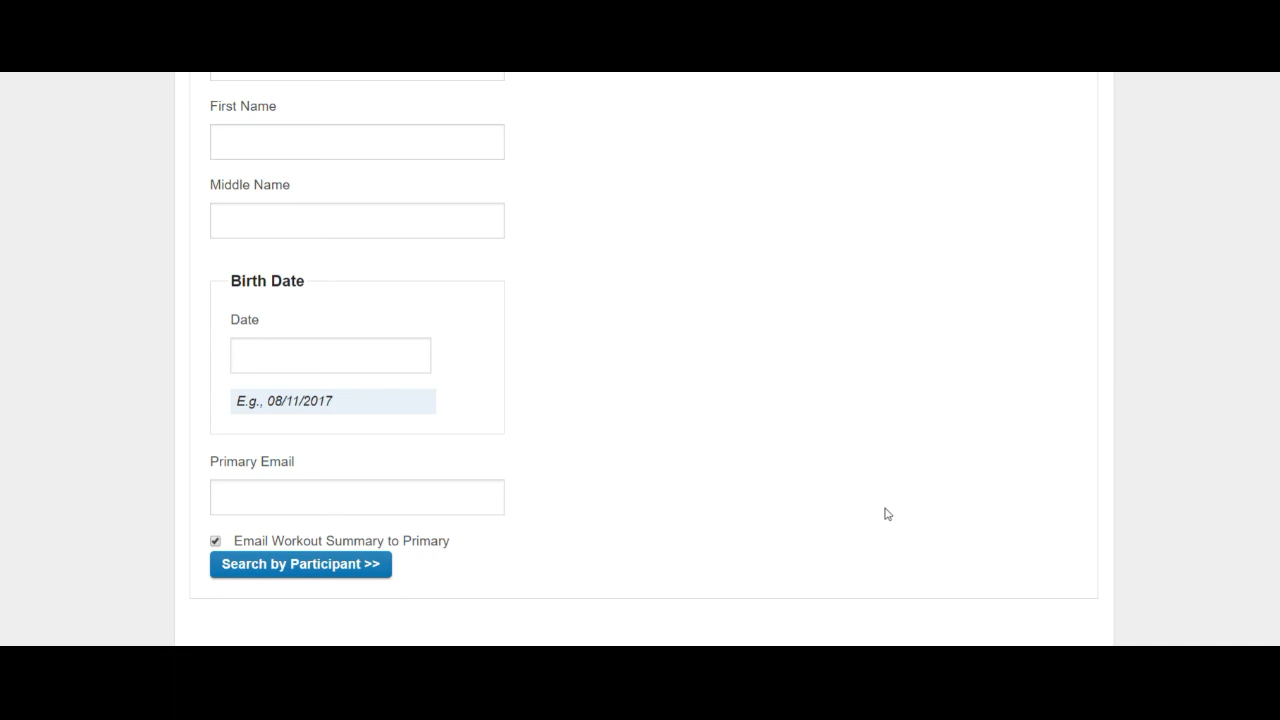 First Name
Middle Name
Birth Date
Date
E.g., 08/11/2017
Primary Email
Email Workout Summary to Primary
Search by Participant >>